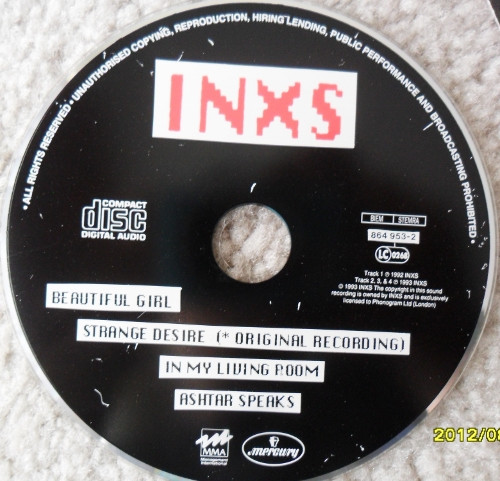 • ALL RIGHTS RESERVED • UNAUTHORISED COPYING, REPRODUCTION, HIRING LENDING, PUBLIC PERFORMANCE AND BROADCASTING PROHIBITED •
INXS
COMPACT
disc
DIGITAL AUDIO
BIEM STEMRA
864 953-2
LC 0268
Track 1 ℗ 1992 INXS
Track 2, 3, & 4 ℗ 1993 INXS
© 1993 INXS The copyright in this sound
recording is owned by INXS and is exclusively
licensed to Phonogram Ltd (London)
BEAUTIFUL GIRL
STRANGE DESIRE (* ORIGINAL RECORDING)
IN MY LIVING ROOM
ASHTAR SPEAKS
MMA
Management
International
mercury